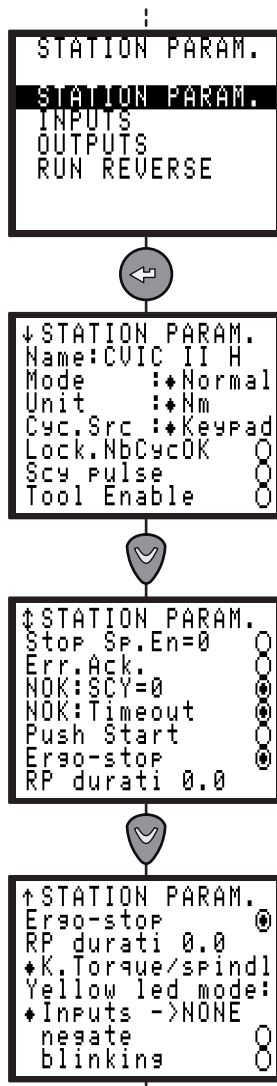 STATION PARAM.
STATION PARAM.
INPUTS
OUTPUTS
RUN REVERSE
↓STATION PARAM.
Name:CVIC II H
Mode :♦Normal
Unit :♦Nm
Cyc.Src :♦Keypad
Lock.NbCycOK
Scy pulse
Tool Enable
↕STATION PARAM.
Stop Sp.En=0
Err.Ack.
NOK:SCY=0
NOK:Timeout
Push Start
Ergo-stop
RP durati 0.0
↑STATION PARAM.
Ergo-stop
RP durati 0.0
♦K.Torque/spindl
Yellow led mode:
♦Inputs ->NONE
negate
blinking